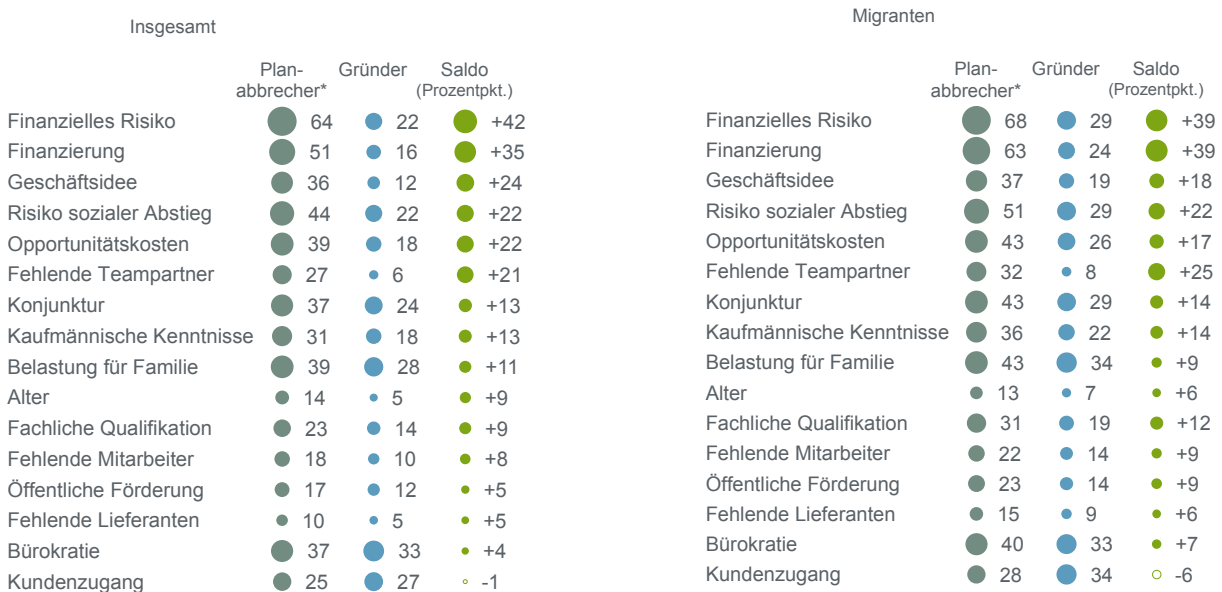 Insgesamt
Plan- Gründer Saldo
abbrecher* (Prozentpkt.)
Finanzielles Risiko 64 22 +42
Finanzierung 51 16 +35
Geschäftsidee 36 12 +24
Risiko sozialer Abstieg 44 22 +22
Opportunitätskosten 39 18 +22
Fehlende Teampartner 27 6 +21
Konjunktur 37 24 +13
Kaufmännische Kenntnisse 31 18 +13
Belastung für Familie 39 28 +11
Alter 14 5 +9
Fachliche Qualifikation 23 14 +9
Fehlende Mitarbeiter 18 10 +8
Öffentliche Förderung 17 12 +5
Fehlende Lieferanten 10 5 +5
Bürokratie 37 33 +4
Kundenzugang 25 27 -1
Migranten
Plan- Gründer Saldo
abbrecher* (Prozentpkt.)
Finanzielles Risiko 68 29 +39
Finanzierung 63 24 +39
Geschäftsidee 37 19 +18
Risiko sozialer Abstieg 51 29 +22
Opportunitätskosten 43 26 +17
Fehlende Teampartner 32 8 +25
Konjunktur 43 29 +14
Kaufmännische Kenntnisse 36 22 +14
Belastung für Familie 43 34 +9
Alter 13 7 +6
Fachliche Qualifikation 31 19 +12
Fehlende Mitarbeiter 22 14 +9
Öffentliche Förderung 23 14 +9
Fehlende Lieferanten 15 9 +6
Bürokratie 40 33 +7
Kundenzugang 28 34 -6